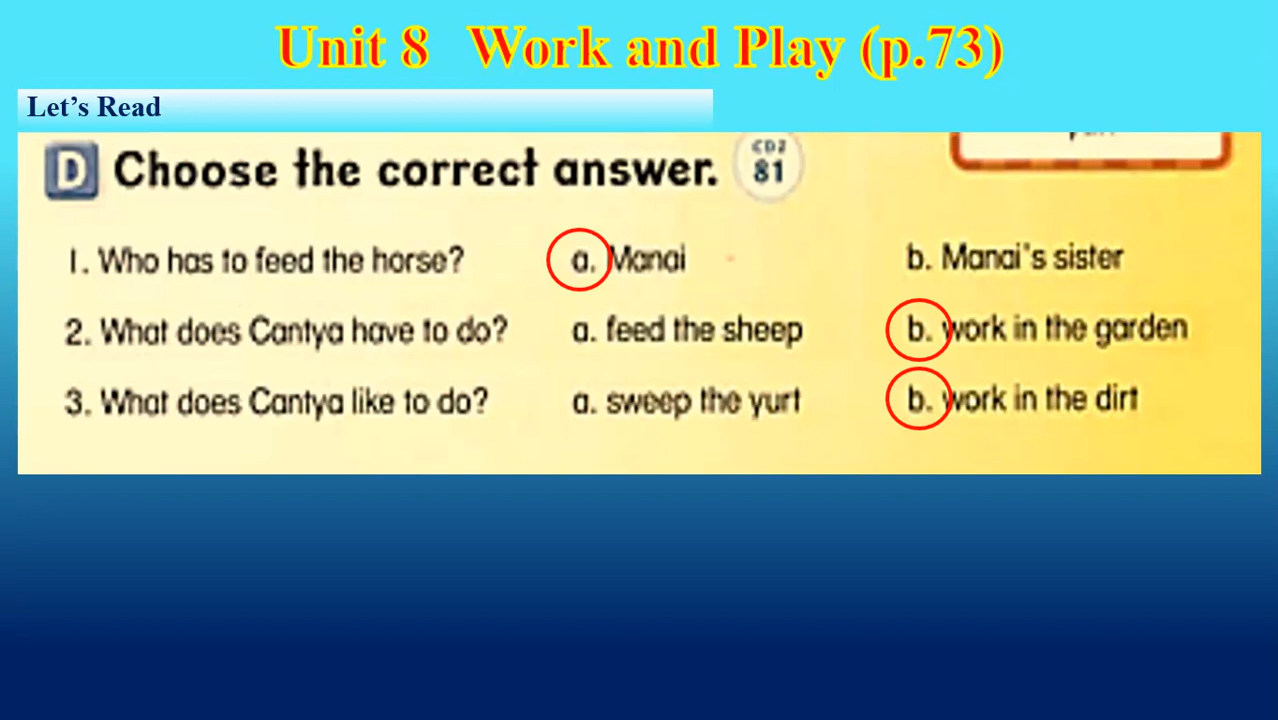 Unit 8 Work and Play (p.73)
Let's Read
D Choose the correct answer. CD2 81
1. Who has to feed the horse? a. Manai b. Manai's sister
2. What does Cantya have to do? a. feed the sheep b. work in the garden
3. What does Cantya like to do? a. sweep the yurt b. work in the dirt